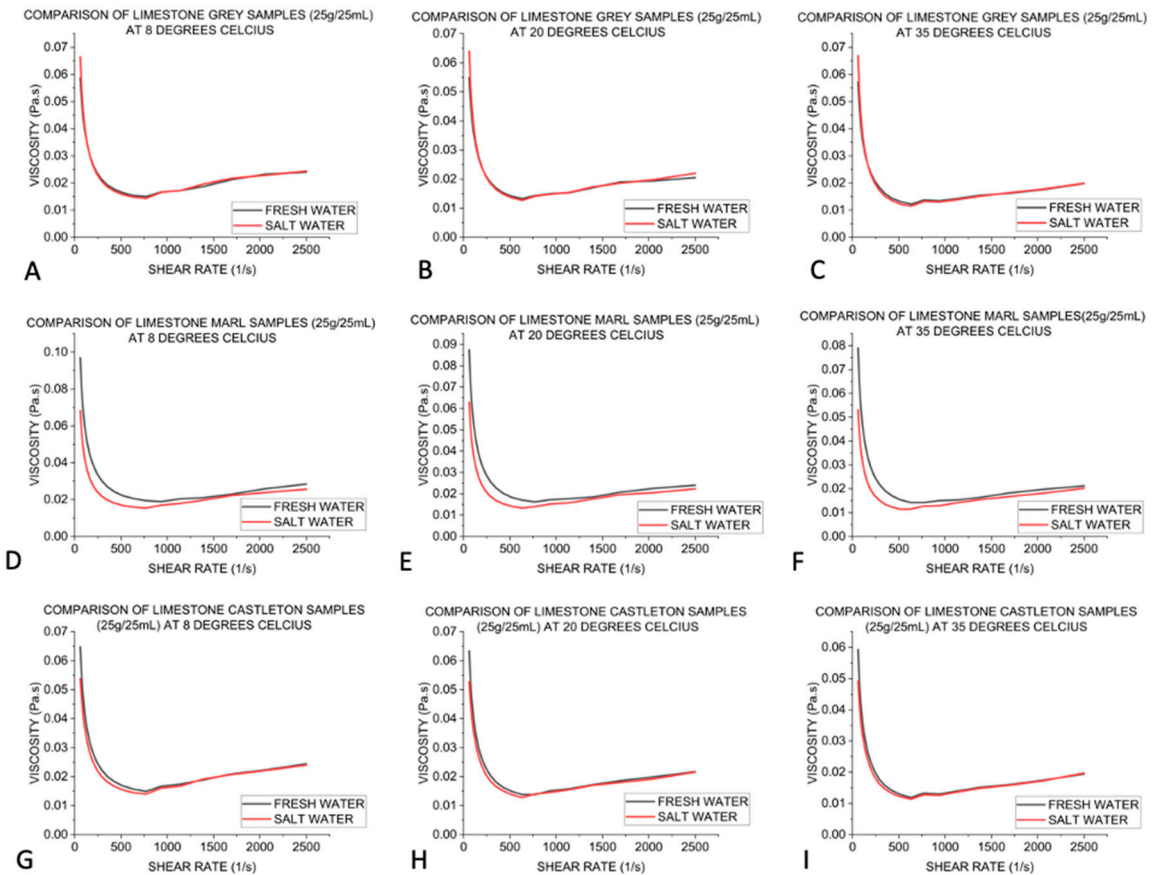 COMPARISON OF LIMESTONE GREY SAMPLES (25g/25mL)
AT 8 DEGREES CELCIUS
0.07
0.06
0.05
0.04
0.03
0.02
0.01
0.00
VISCOSITY (Pa.s)
FRESH WATER
SALT WATER
0
500
1000
1500
2000
2500
SHEAR RATE (1/s)
A
COMPARISON OF LIMESTONE GREY SAMPLES (25g/25mL)
AT 20 DEGREES CELCIUS
0.07
0.06
0.05
0.04
0.03
0.02
0.01
0.00
VISCOSITY (Pa.s)
FRESH WATER
SALT WATER
0
500
1000
1500
2000
2500
SHEAR RATE (1/s)
B
COMPARISON OF LIMESTONE GREY SAMPLES (25g/25mL)
AT 35 DEGREES CELCIUS
0.07
0.06
0.05
0.04
0.03
0.02
0.01
0.00
VISCOSITY (Pa.s)
FRESH WATER
SALT WATER
0
500
1000
1500
2000
2500
SHEAR RATE (1/s)
C
COMPARISON OF LIMESTONE MARL SAMPLES (25g/25mL)
AT 8 DEGREES CELCIUS
0.10
0.08
0.06
0.04
0.02
0.00
VISCOSITY (Pa.s)
FRESH WATER
SALT WATER
0
500
1000
1500
2000
2500
SHEAR RATE (1/s)
D
COMPARISON OF LIMESTONE MARL SAMPLES (25g/25mL)
AT 20 DEGREES CELCIUS
0.09
0.08
0.07
0.06
0.05
0.04
0.03
0.02
0.01
0.00
VISCOSITY (Pa.s)
FRESH WATER
SALT WATER
0
500
1000
1500
2000
2500
SHEAR RATE (1/s)
E
COMPARISON OF LIMESTONE MARL SAMPLES(25g/25mL)
AT 35 DEGREES CELCIUS
0.08
0.07
0.06
0.05
0.04
0.03
0.02
0.01
0.00
VISCOSITY (Pa.s)
FRESH WATER
SALT WATER
0
500
1000
1500
2000
2500
SHEAR RATE (1/s)
F
COMPARISON OF LIMESTONE CASTLETON SAMPLES
(25g/25mL) AT 8 DEGREES CELCIUS
0.07
0.06
0.05
0.04
0.03
0.02
0.01
0.00
VISCOSITY (Pa.s)
FRESH WATER
SALT WATER
0
500
1000
1500
2000
2500
SHEAR RATE (1/s)
G
COMPARISON OF LIMESTONE CASTLETON SAMPLES
(25g/25mL) AT 20 DEGREES CELCIUS
0.07
0.06
0.05
0.04
0.03
0.02
0.01
0.00
VISCOSITY (Pa.s)
FRESH WATER
SALT WATER
0
500
1000
1500
2000
2500
SHEAR RATE (1/s)
H
COMPARISON OF LIMESTONE CASTLETON SAMPLES
(25g/25mL) AT 35 DEGREES CELCIUS
0.07
0.06
0.05
0.04
0.03
0.02
0.01
0.00
VISCOSITY (Pa.s)
FRESH WATER
SALT WATER
0
500
1000
1500
2000
2500
SHEAR RATE (1/s)
I